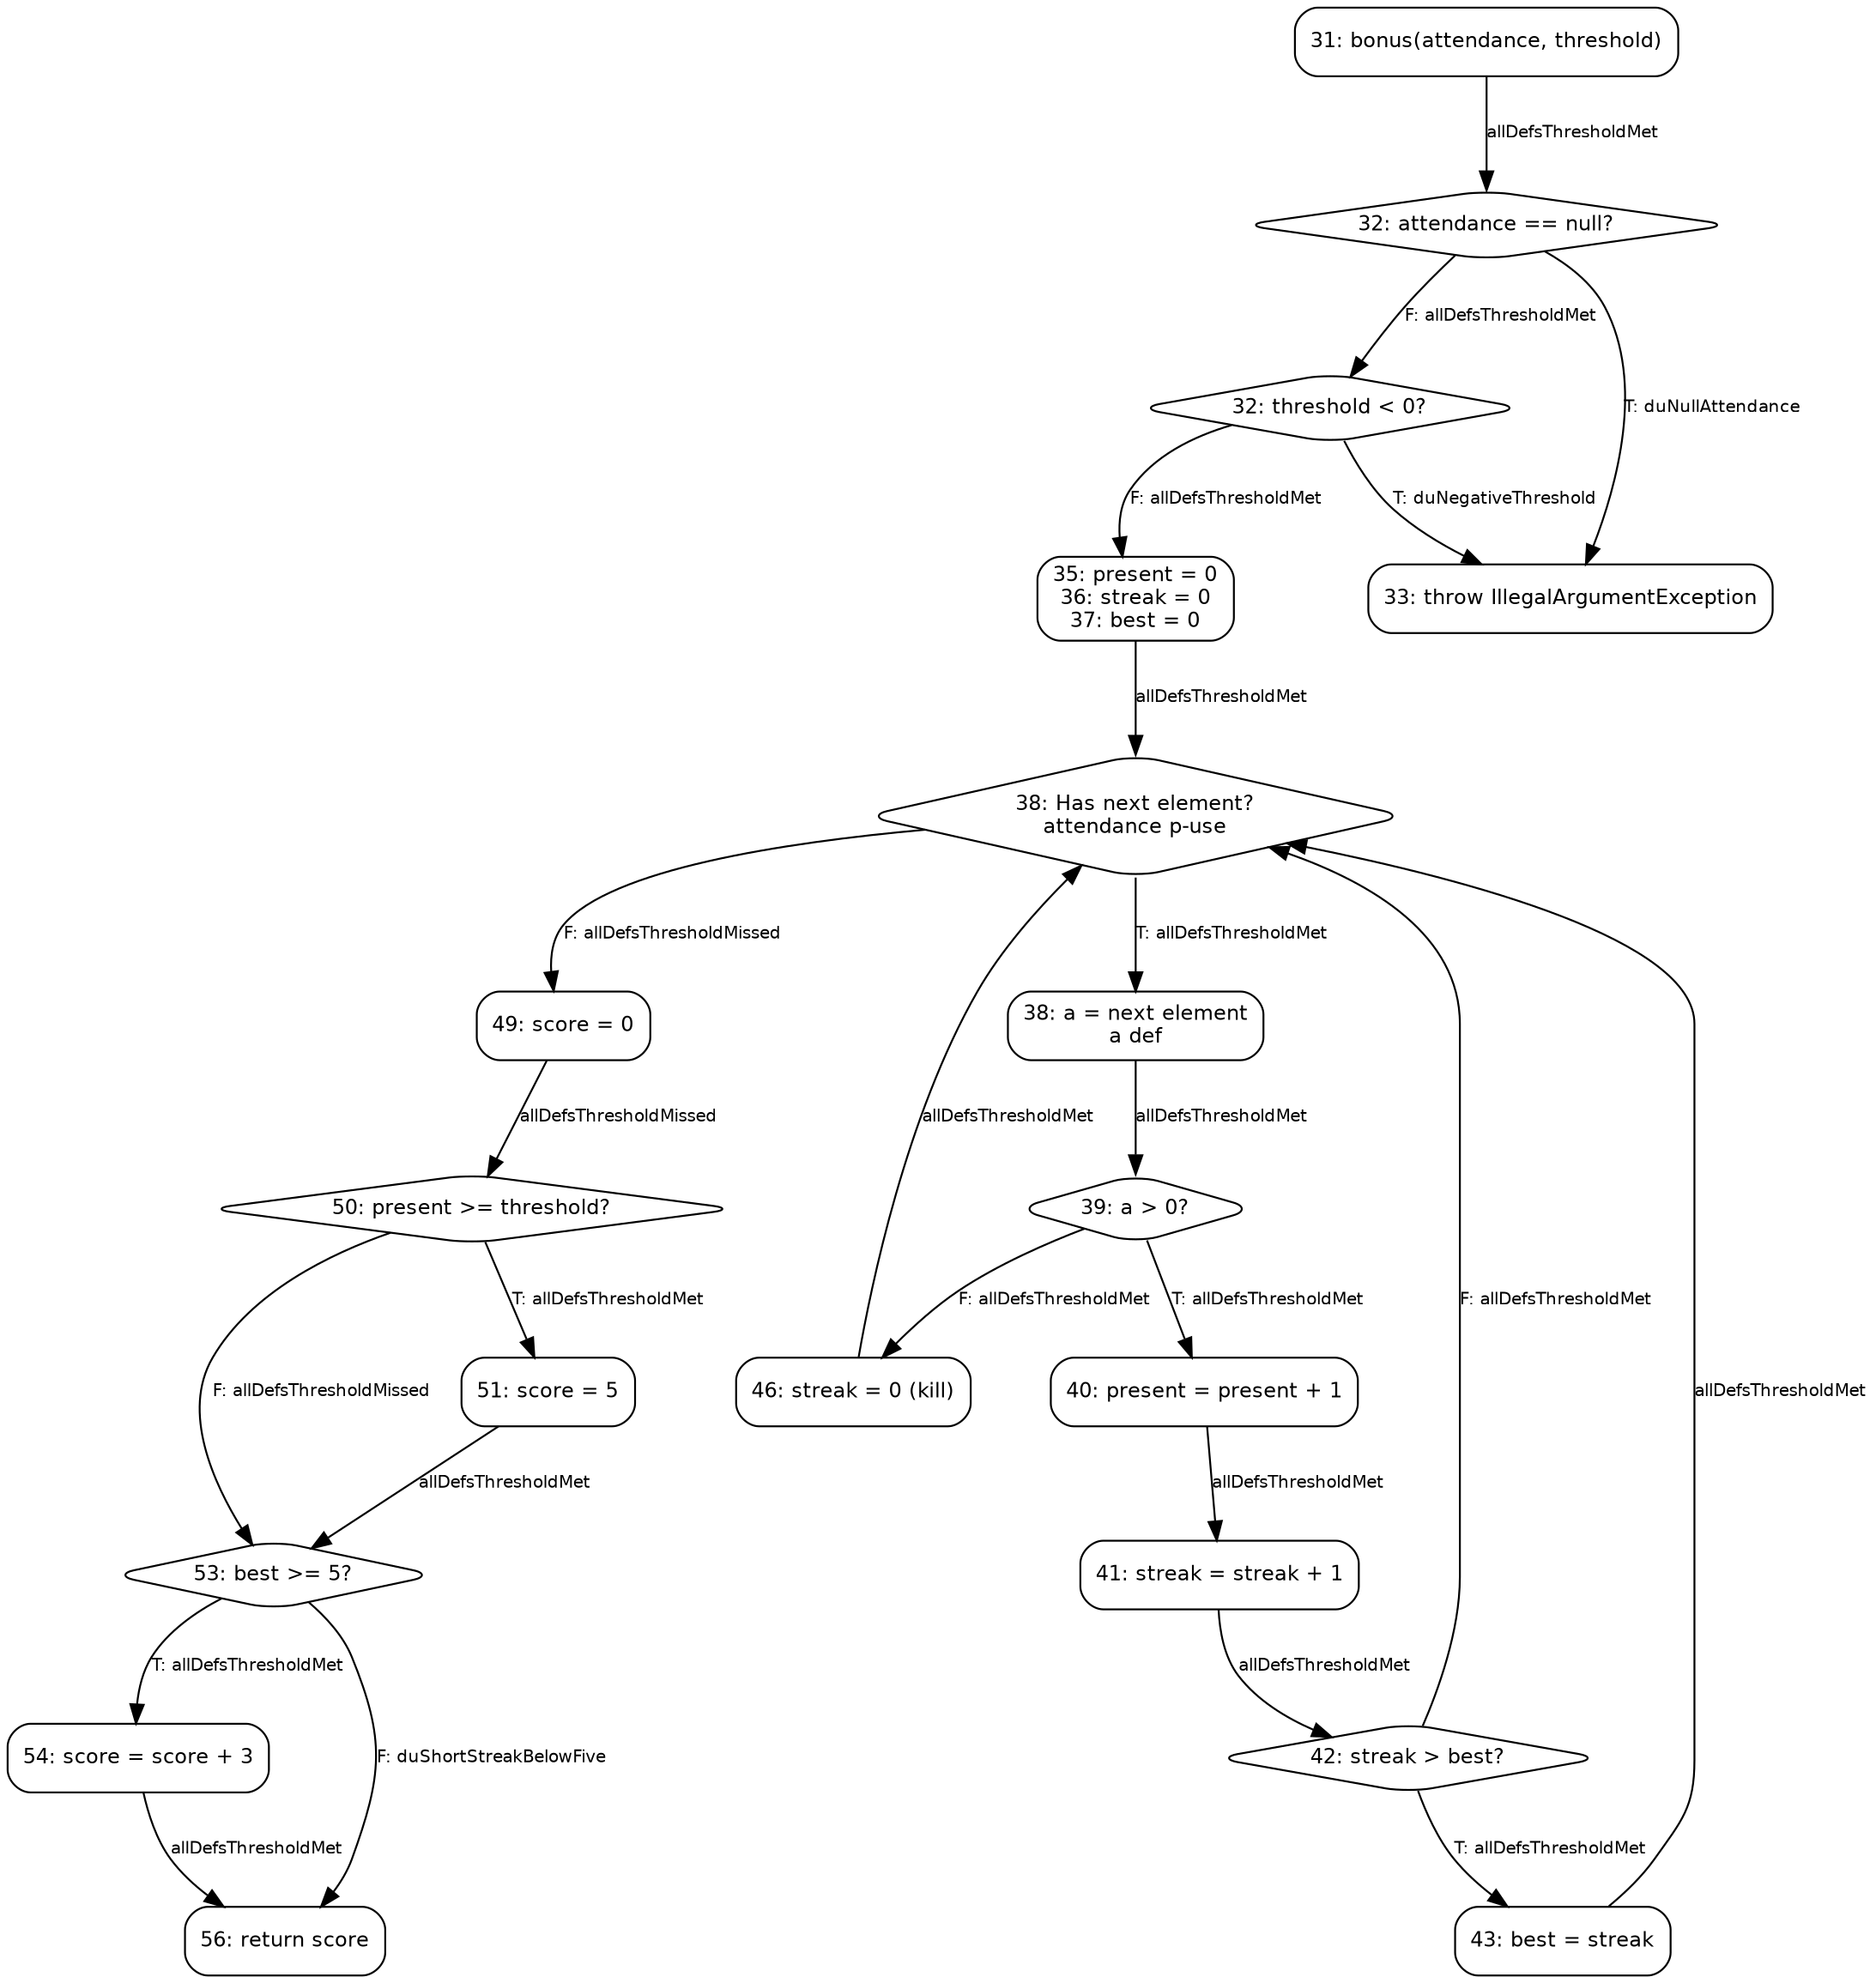 31: bonus(attendance, threshold)
allDefsThresholdMet
32: attendance == null?
F: allDefsThresholdMet
32: threshold < 0?
T: duNullAttendance
F: allDefsThresholdMet
T: duNegativeThreshold
35: present = 0
36: streak = 0
37: best = 0
33: throw IllegalArgumentException
allDefsThresholdMet
38: Has next element?
attendance p-use
F: allDefsThresholdMissed
T: allDefsThresholdMet
49: score = 0
38: a = next element
a def
allDefsThresholdMissed
allDefsThresholdMet
allDefsThresholdMet
50: present >= threshold?
39: a > 0?
T: allDefsThresholdMet
F: allDefsThresholdMet
T: allDefsThresholdMet
F: allDefsThresholdMet
F: allDefsThresholdMissed
51: score = 5
46: streak = 0 (kill)
40: present = present + 1
allDefsThresholdMet
allDefsThresholdMet
allDefsThresholdMet
53: best >= 5?
41: streak = streak + 1
T: allDefsThresholdMet
allDefsThresholdMet
54: score = score + 3
F: duShortStreakBelowFive
42: streak > best?
allDefsThresholdMet
T: allDefsThresholdMet
56: return score
43: best = streak